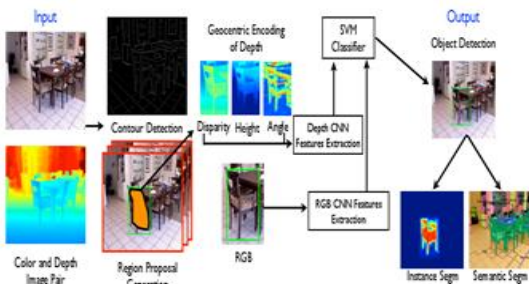 Input
Output
Geocentric Encoding
of Depth
SVM
Classifier
Object Detection
Contour Detection
Disparity Height Angle
Depth CNN
Features Extraction
RGB CNN Features
Extraction
Color and Depth
Image Pair
Region Proposal
Generation
RGB
Instance Segm
Semantic Segm